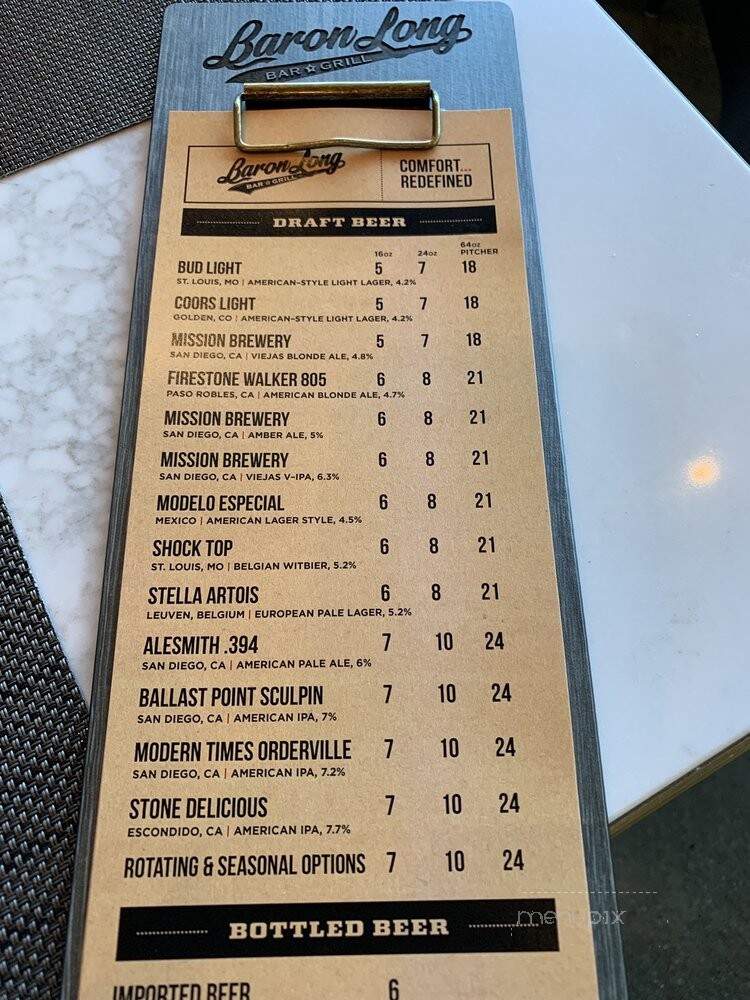 Baron Long
BAR ☆ GRILL
Baron Long
BAR ☆ GRILL
COMFORT...
REDEFINED
DRAFT BEER
16oz 24oz 64oz PITCHER
BUD LIGHT 5 7 18
ST. LOUIS, MO | AMERICAN-STYLE LIGHT LAGER, 4.2%
COORS LIGHT 5 7 18
GOLDEN, CO | AMERICAN-STYLE LIGHT LAGER, 4.2%
MISSION BREWERY 5 7 18
SAN DIEGO, CA | VIEJAS BLONDE ALE, 4.8%
FIRESTONE WALKER 805 6 8 21
PASO ROBLES, CA | AMERICAN BLONDE ALE, 4.7%
MISSION BREWERY 6 8 21
SAN DIEGO, CA | AMBER ALE, 5%
MISSION BREWERY 6 8 21
SAN DIEGO, CA | VIEJAS V-IPA, 6.3%
MODELO ESPECIAL 6 8 21
MEXICO | AMERICAN LAGER STYLE, 4.5%
SHOCK TOP 6 8 21
ST. LOUIS, MO | BELGIAN WITBIER, 5.2%
STELLA ARTOIS 6 8 21
LEUVEN, BELGIUM | EUROPEAN PALE LAGER, 5.2%
ALESMITH .394 7 10 24
SAN DIEGO, CA | AMERICAN PALE ALE, 6%
BALLAST POINT SCULPIN 7 10 24
SAN DIEGO, CA | AMERICAN IPA, 7%
MODERN TIMES ORDERVILLE 7 10 24
SAN DIEGO, CA | AMERICAN IPA, 7.2%
STONE DELICIOUS 7 10 24
ESCONDIDO, CA | AMERICAN IPA, 7.7%
ROTATING & SEASONAL OPTIONS 7 10 24
menupix
BOTTLED BEER
IMPORTED BEER 6